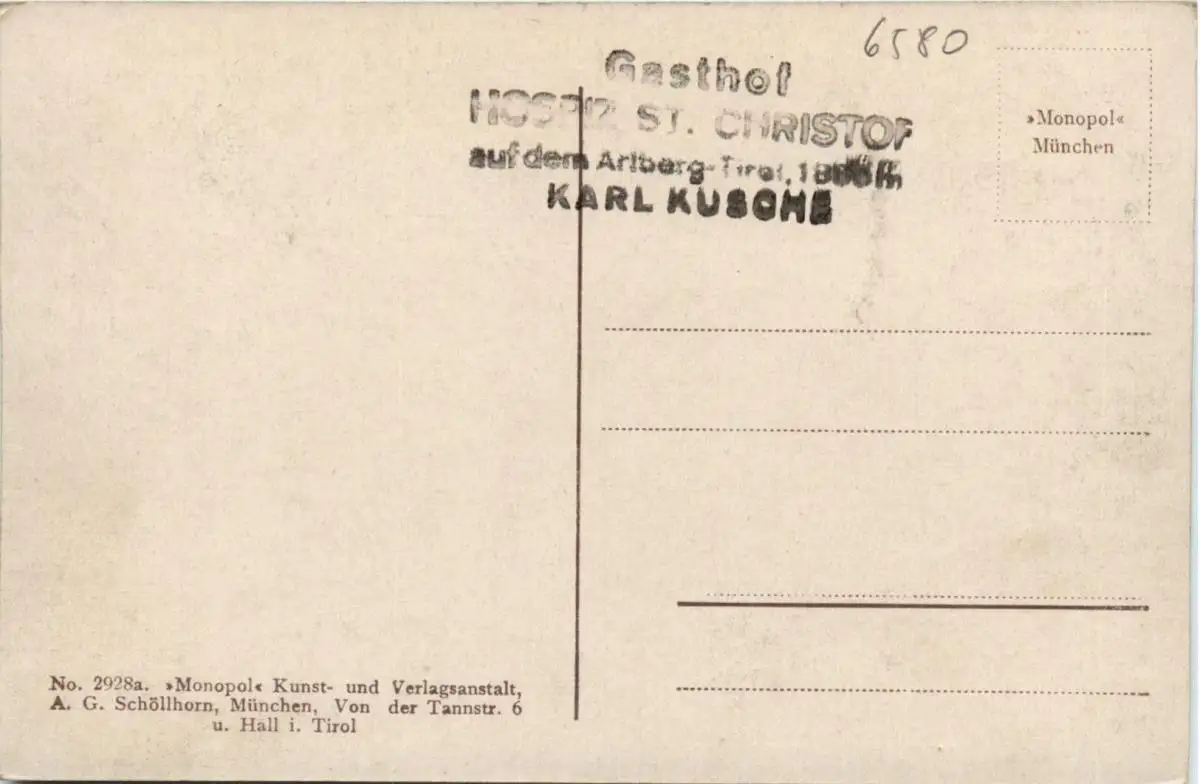 6580
Gasthof
HOSPIZ ST. CHRISTOF
auf dem Arlberg-Tirol,
KARL KUSCHE
»Monopol«
München
No. 2928a. »Monopol« Kunst- und Verlagsanstalt,
A. G. Schöllhorn, München, Von der Tannstr. 6
u. Hall i. Tirol